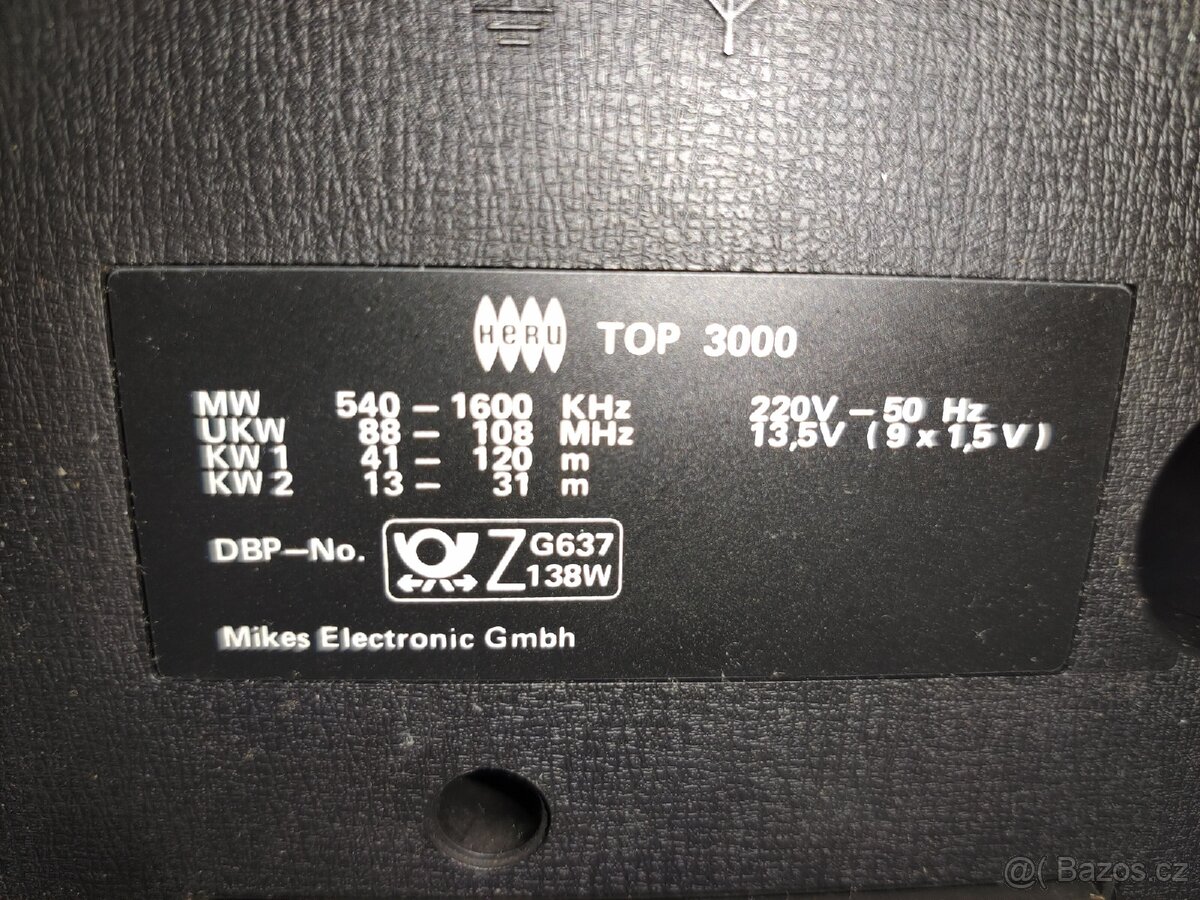 HeRU TOP 3000
MW 540 – 1600 KHz 220V – 50 Hz
UKW 88 – 108 MHz 13,5V ( 9 x 1,5 V )
KW 1 41 – 120 m
KW 2 13 – 31 m
DBP–No. Z G637
138W
Mikes Electronic Gmbh
@( Bazos.cz